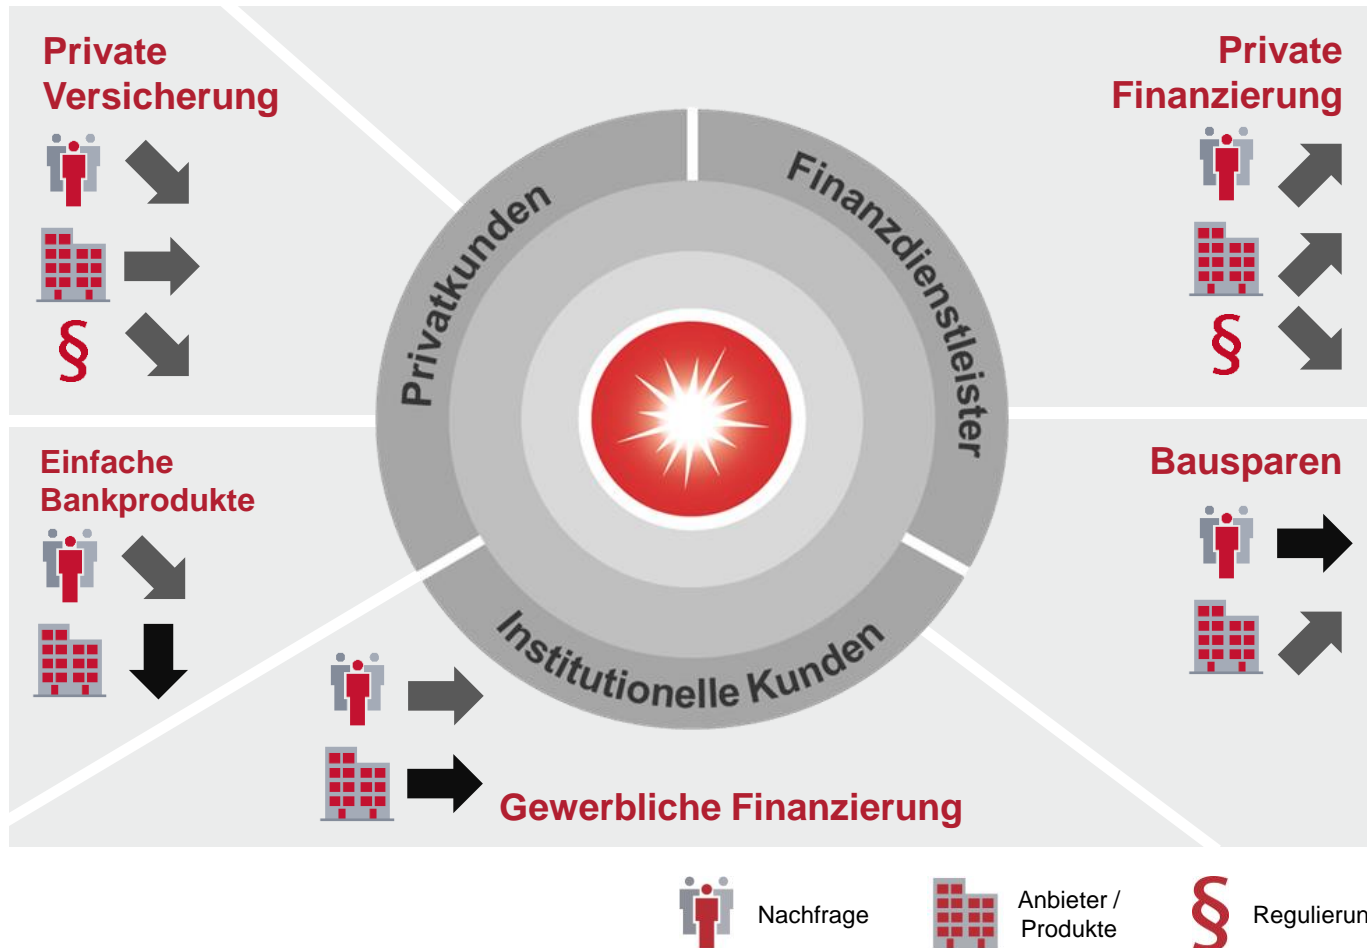 Private
Versicherung
§
Private
Finanzierung
§
Privatkunden
Finanzdienstleister
Institutionelle Kunden
Einfache
Bankprodukte
Bausparen
Gewerbliche Finanzierung
Nachfrage
Anbieter /
Produkte
§
Regulierun